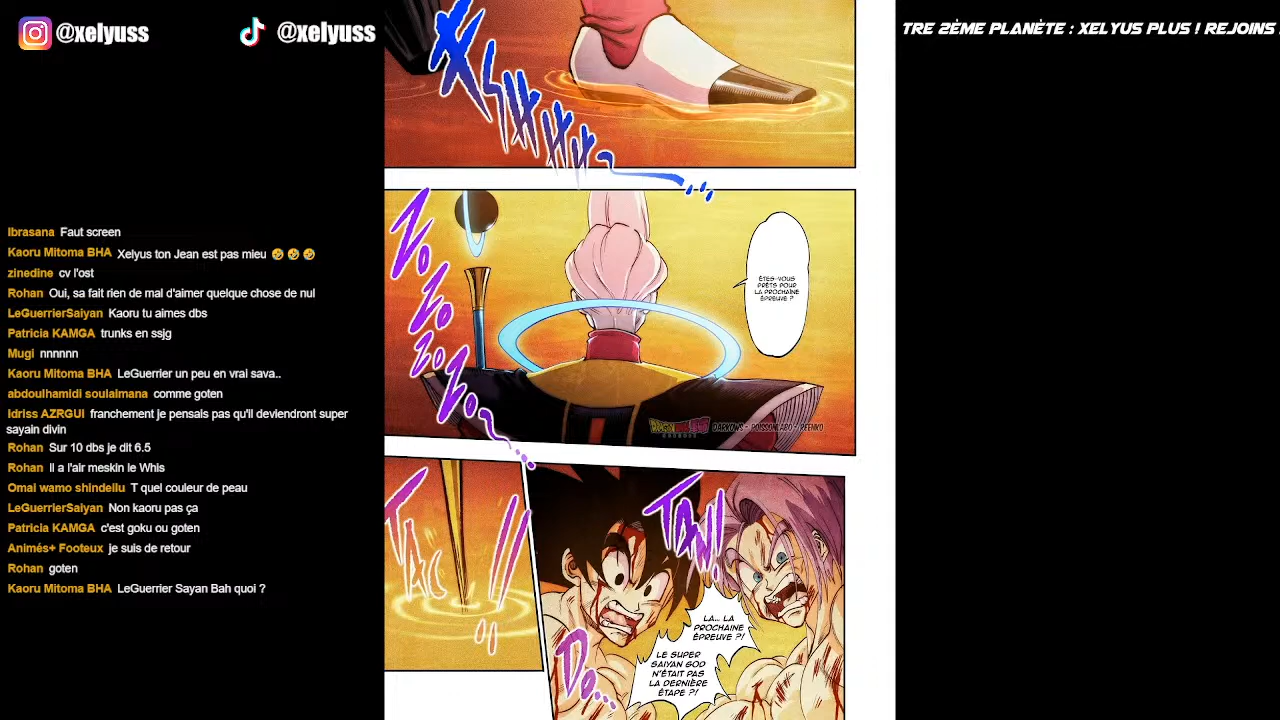 @xelyuss
@xelyuss
TRE 2ÈME PLANÈTE : XELYUS PLUS ! REJOINS
Ibrasana Faut screen
Kaoru Mitoma BHA Xelyus ton Jean est pas mieu 🤣 🤣 🤣
zinedine cv l'ost
Rohan Oui, sa fait rien de mal d'aimer quelque chose de nul
LeGuerrierSaiyan Kaoru tu aimes dbs
Patricia KAMGA trunks en ssjg
Mugi nnnnnn
Kaoru Mitoma BHA LeGuerrier un peu en vrai sava..
abdoulhamidi soulaimana comme goten
Idriss AZRGUI franchement je pensais pas qu'il deviendront super
sayain divin
Rohan Sur 10 dbs je dit 6.5
Rohan Il a l'air meskin le Whis
Omai wamo shindeilu T quel couleur de peau
LeGuerrierSaiyan Non kaoru pas ça
Patricia KAMGA c'est goku ou goten
Animés+ Footeux je suis de retour
Rohan goten
Kaoru Mitoma BHA LeGuerrier Sayan Bah quoi ?
ÊTES-VOUS
PRÊTS POUR
LA PROCHAINE
ÉPREUVE ?
DARKOWS - POISSONLABO - REENKO
TAC
TAN!
LA... LA
PROCHAINE
ÉPREUVE ?!
LE SUPER
SAIYAN GOD
N'ÉTAIT PAS
LA DERNIÈRE
ÉTAPE ?!
DO...